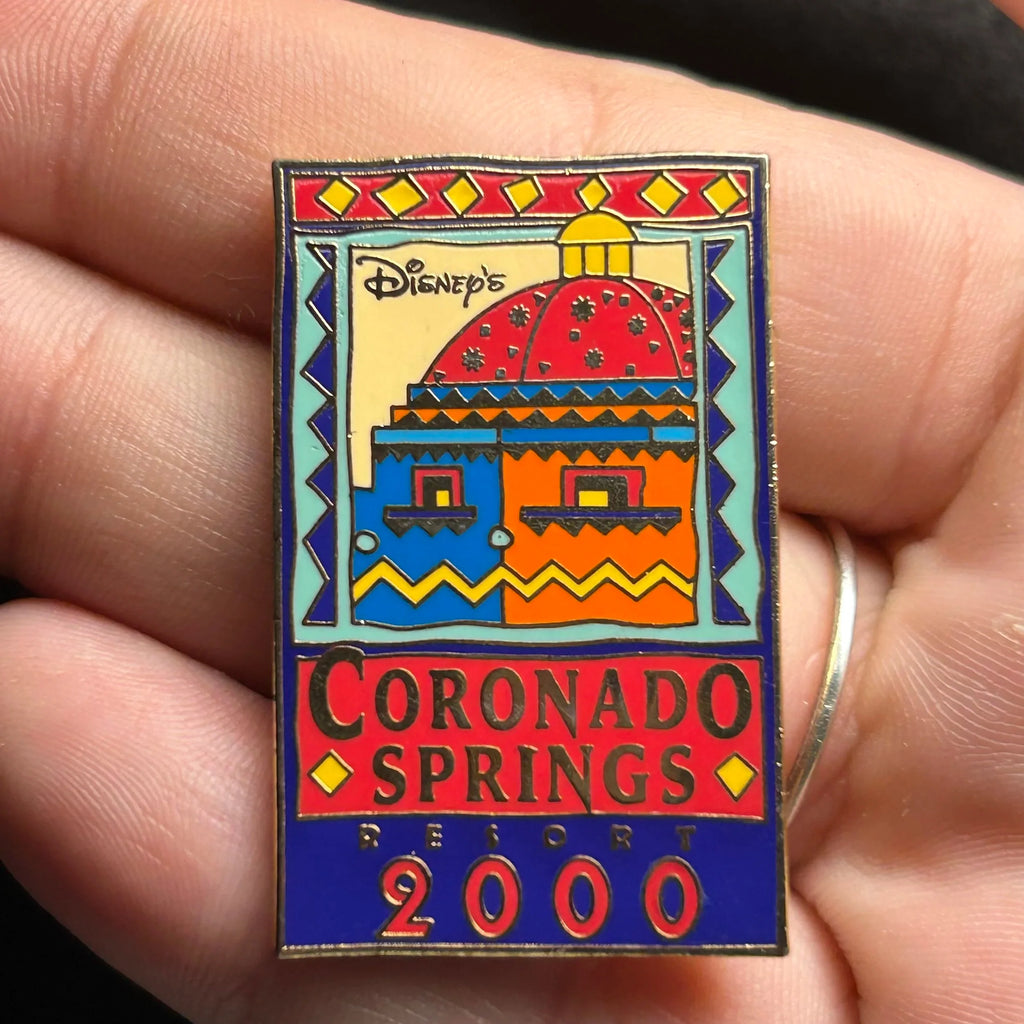 Disney's
CORONADO
SPRINGS
RESORT
2000